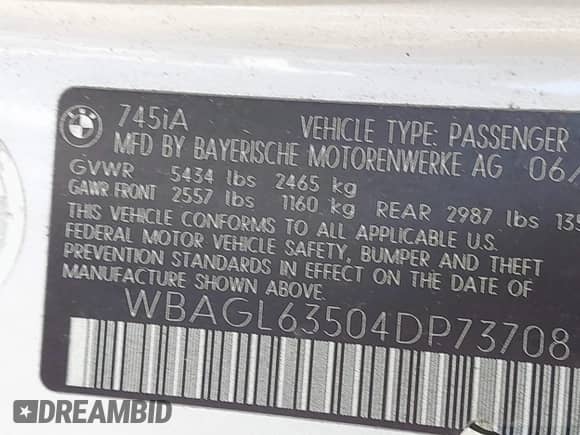 BMW
745iA VEHICLE TYPE: PASSENGER
MFD BY BAYERISCHE MOTORENWERKE AG 06/
GVWR 5434 lbs 2465 kg
GAWR FRONT 2557 lbs 1160 kg REAR 2987 lbs 135
THIS VEHICLE CONFORMS TO ALL APPLICABLE U.S.
FEDERAL MOTOR VEHICLE SAFETY, BUMPER AND THEFT
PREVENTION STANDARDS IN EFFECT ON THE DATE OF
MANUFACTURE SHOWN ABOVE.
WBAGL63504DP73708
DREAMBID